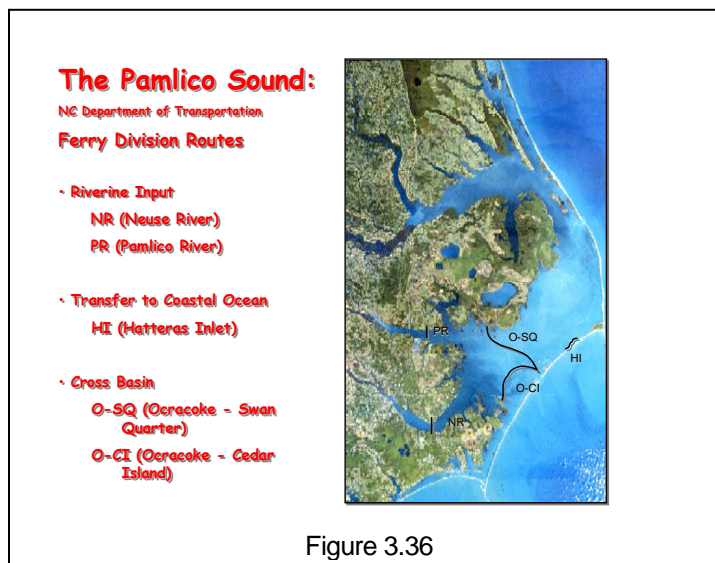 The Pamlico Sound:
NC Department of Transportation
Ferry Division Routes
· Riverine Input
NR (Neuse River)
PR (Pamlico River)
· Transfer to Coastal Ocean
HI (Hatteras Inlet)
· Cross Basin
O-SQ (Ocracoke - Swan
Quarter)
O-CI (Ocracoke - Cedar
Island)
PR
O-SQ
HI
O-CI
NR
Figure 3.36